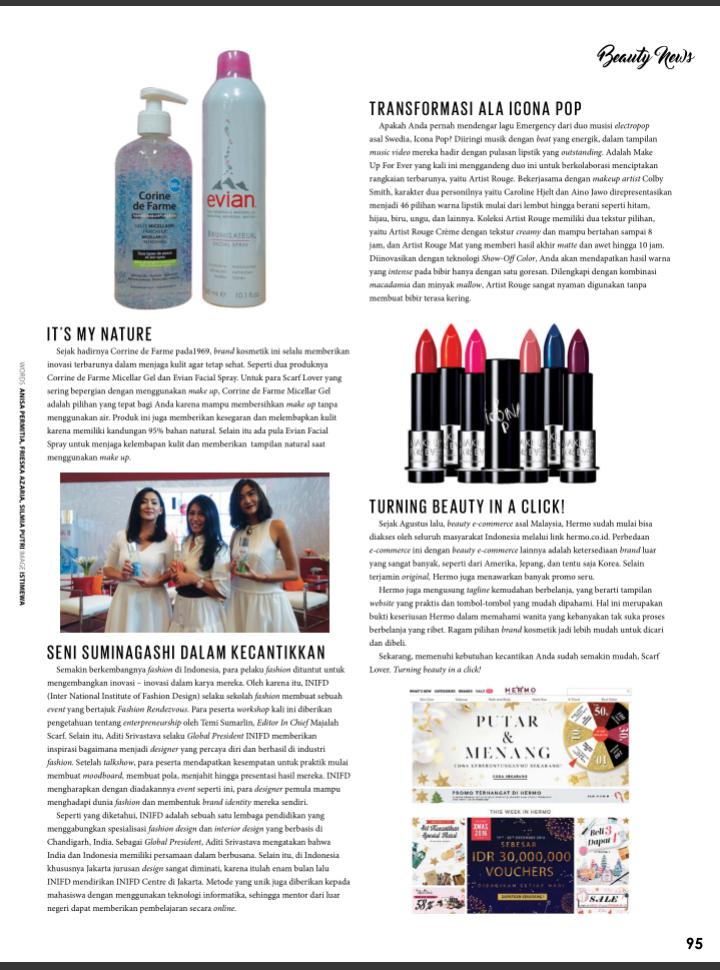 Beauty News
Corine
de Farme
evian.
BRUMISATEUR
FACIAL SPRAY
IT'S MY NATURE
Sejak hadirnya Corrine de Farme pada1969, brand kosmetik ini selalu memberikan
inovasi terbarunya dalam menjaga kulit agar tetap sehat. Seperti dua produknya
Corrine de Farme Micellar Gel dan Evian Facial Spray. Untuk para Scarf Lover yang
sering bepergian dengan menggunakan make up, Corrine de Farme Micellar Gel
adalah pilihan yang tepat bagi Anda karena mampu membersihkan make up tanpa
menggunakan air. Produk ini juga memberikan kesegaran dan melembapkan kulit
karena memiliki kandungan 95% bahan natural. Selain itu ada pula Evian Facial
Spray untuk menjaga kelembapan kulit dan memberikan tampilan natural saat
menggunakan make up.
WORDS ANISA PERMITIA, FRIESKA AZARIA, SILMIA PUTRI IMAGE ISTIMEWA
SENI SUMINAGASHI DALAM KECANTIKKAN
Semakin berkembangnya fashion di Indonesia, para pelaku fashion dituntut untuk
mengembangkan inovasi – inovasi dalam karya mereka. Oleh karena itu, INIFD
(Inter National Institute of Fashion Design) selaku sekolah fashion membuat sebuah
event yang bertajuk Fashion Rendezvous. Para peserta workshop kali ini diberikan
pengetahuan tentang enterpreneurship oleh Temi Sumarlin, Editor In Chief Majalah
Scarf. Selain itu, Aditi Srivastava selaku Global President INIFD memberikan
inspirasi bagaimana menjadi designer yang percaya diri dan berhasil di industri
fashion. Setelah talkshow, para peserta mendapatkan kesempatan untuk praktik mulai
membuat moodboard, membuat pola, menjahit hingga presentasi hasil mereka. INIFD
mengharapkan dengan diadakannya event seperti ini, para designer pemula mampu
menghadapi dunia fashion dan membentuk brand identity mereka sendiri.
Seperti yang diketahui, INIFD adalah sebuah satu lembaga pendidikan yang
menggabungkan spesialisasi fashion design dan interior design yang berbasis di
Chandigarh, India. Sebagai Global President, Aditi Srivastava mengatakan bahwa
India dan Indonesia memiliki persamaan dalam berbusana. Selain itu, di Indonesia
khususnya Jakarta jurusan design sangat diminati, karena itulah enam bulan lalu
INIFD mendirikan INIFD Centre di Jakarta. Metode yang unik juga diberikan kepada
mahasiswa dengan menggunakan teknologi informatika, sehingga mentor dari luar
negeri dapat memberikan pembelajaran secara online.
TRANSFORMASI ALA ICONA POP
Apakah Anda pernah mendengar lagu Emergency dari duo musisi electropop
asal Swedia, Icona Pop? Diiringi musik dengan beat yang energik, dalam tampilan
music video mereka hadir dengan pulasan lipstik yang outstanding. Adalah Make
Up For Ever yang kali ini menggandeng duo ini untuk berkolaborasi menciptakan
rangkaian terbarunya, yaitu Artist Rouge. Bekerjasama dengan makeup artist Colby
Smith, karakter dua personilnya yaitu Caroline Hjelt dan Aino Jawo direpresentasikan
menjadi 46 pilihan warna lipstik mulai dari lembut hingga berani seperti hitam,
hijau, biru, ungu, dan lainnya. Koleksi Artist Rouge memiliki dua tekstur pilihan,
yaitu Artist Rouge Crème dengan tekstur creamy dan mampu bertahan sampai 8
jam, dan Artist Rouge Mat yang memberi hasil akhir matte dan awet hingga 10 jam.
Diinovasikan dengan teknologi Show-Off Color, Anda akan mendapatkan hasil warna
yang intense pada bibir hanya dengan satu goresan. Dilengkapi dengan kombinasi
macadamia dan minyak mallow, Artist Rouge sangat nyaman digunakan tanpa
membuat bibir terasa kering.
TURNING BEAUTY IN A CLICK!
Sejak Agustus lalu, beauty e-commerce asal Malaysia, Hermo sudah mulai bisa
diakses oleh seluruh masyarakat Indonesia melalui link hermo.co.id. Perbedaan
e-commerce ini dengan beauty e-commerce lainnya adalah ketersediaan brand luar
yang sangat banyak, seperti dari Amerika, Jepang, dan tentu saja Korea. Selain
terjamin original, Hermo juga menawarkan banyak promo seru.
Hermo juga mengusung tagline kemudahan berbelanja, yang berarti tampilan
website yang praktis dan tombol-tombol yang mudah dipahami. Hal ini merupakan
bukti keseriusan Hermo dalam memahami wanita yang kebanyakan tak suka proses
berbelanja yang ribet. Ragam pilihan brand kosmetik jadi lebih mudah untuk dicari
dan dibeli.
Sekarang, memenuhi kebutuhan kecantikan Anda sudah semakin mudah, Scarf
Lover. Turning beauty in a click!
HERMO
PUTAR
&
MENANG
COBA KEBERUNTUNGANMU SEKARANG!
COBA SEKARANG
PROMO TERHANGAT DI HERMO
THIS WEEK IN HERMO
XMAS
2016
SEBESAR
IDR 30,000,000
VOUCHERS
DIBAGIKAN SETIAP HARI
Beli 3
Dapat 1
SALE
95